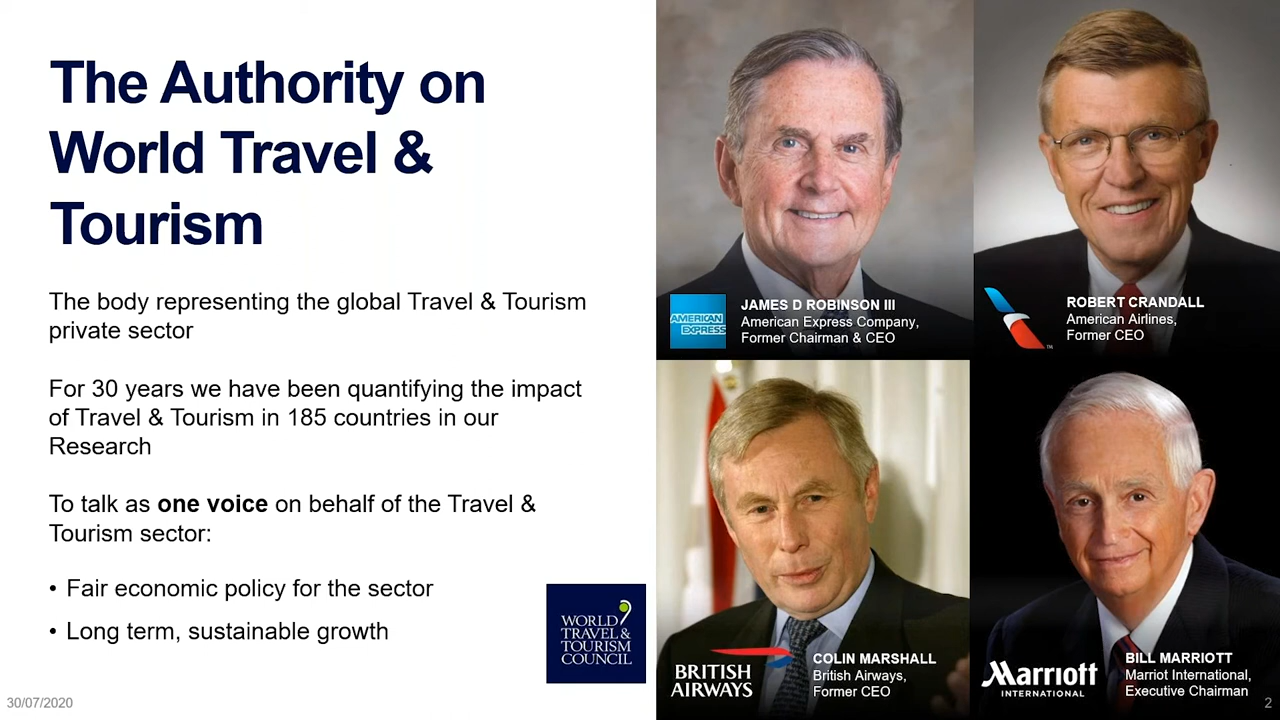 The Authority on
World Travel &
Tourism
The body representing the global Travel & Tourism
private sector
For 30 years we have been quantifying the impact
of Travel & Tourism in 185 countries in our
Research
To talk as one voice on behalf of the Travel &
Tourism sector:
• Fair economic policy for the sector
• Long term, sustainable growth
WORLD
TRAVEL &
TOURISM
COUNCIL
30/07/2020
AMERICAN
EXPRESS
JAMES D ROBINSON III
American Express Company,
Former Chairman & CEO
TM
ROBERT CRANDALL
American Airlines,
Former CEO
BRITISH
AIRWAYS
COLIN MARSHALL
British Airways,
Former CEO
Marriott
INTERNATIONAL
BILL MARRIOTT
Marriot International,
Executive Chairman
2